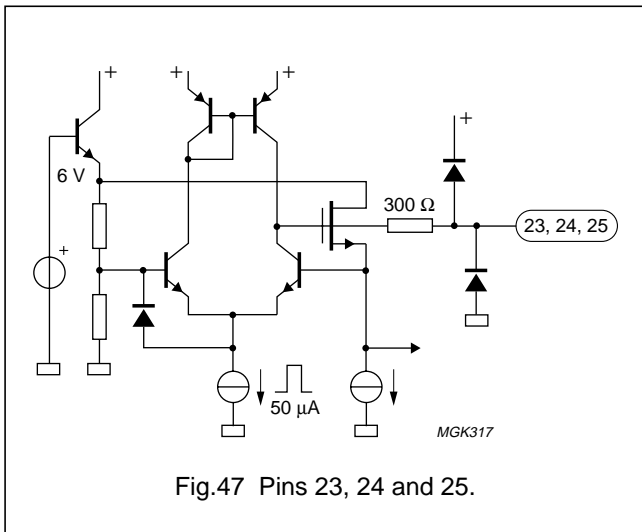 + + +
+
6 V
300 Ω
23, 24, 25
+
50 μA
MGK317
Fig.47 Pins 23, 24 and 25.